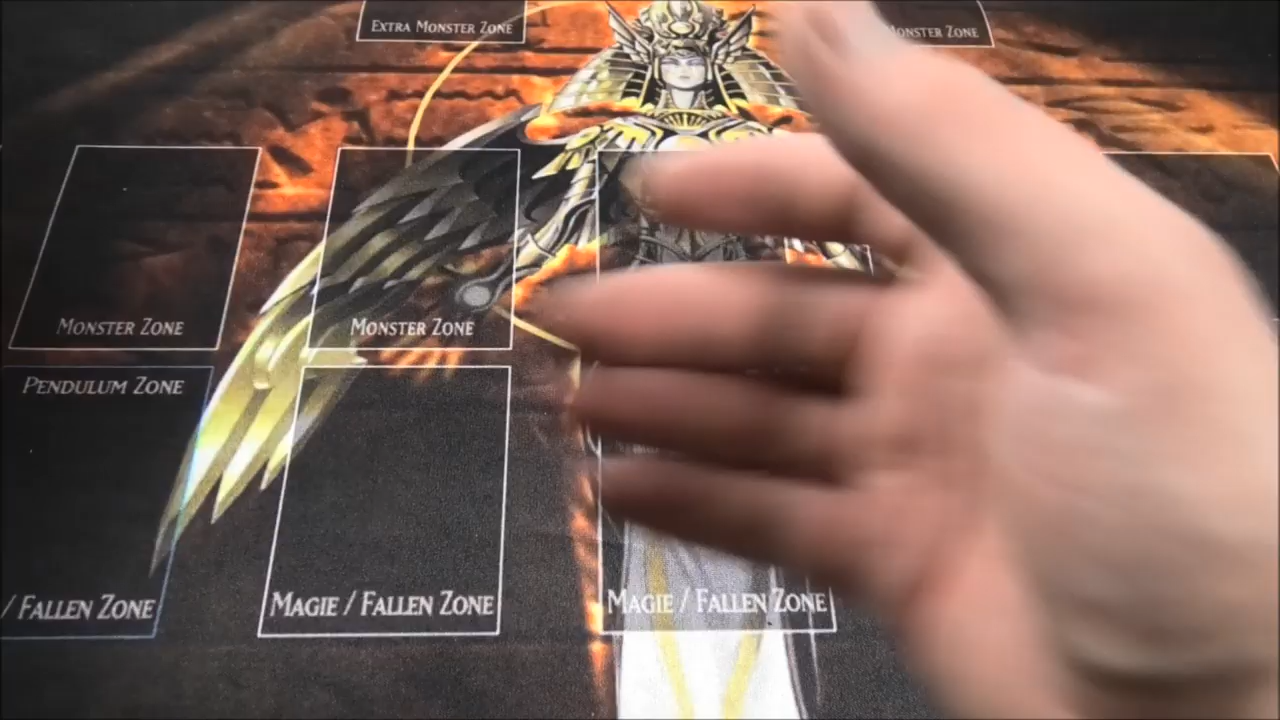 EXTRA MONSTER ZONE
MONSTER ZONE
MONSTER ZONE
MONSTER ZONE
PENDULUM ZONE
/ FALLEN ZONE
MAGIE / FALLEN ZONE
MAGIE / FALLEN ZONE